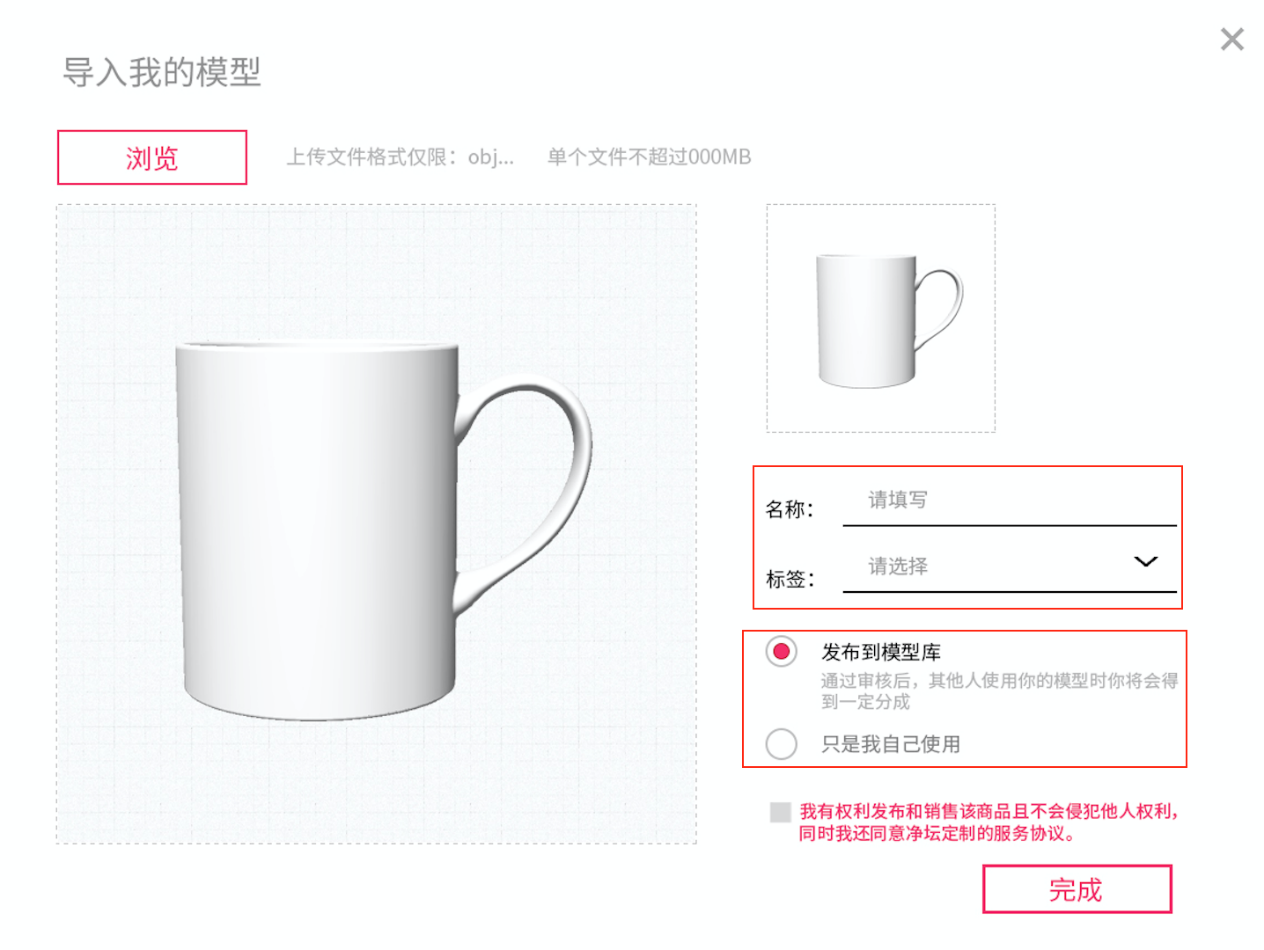 导入我的模型
浏览
上传文件格式仅限：obj... 单个文件不超过000MB
名称：
请填写
标签：
请选择
发布到模型库
通过审核后，其他人使用你的模型时你将会得
到一定分成
只是我自己使用
我有权利发布和销售该商品且不会侵犯他人权利，
同时我还同意净坛定制的服务协议。
完成